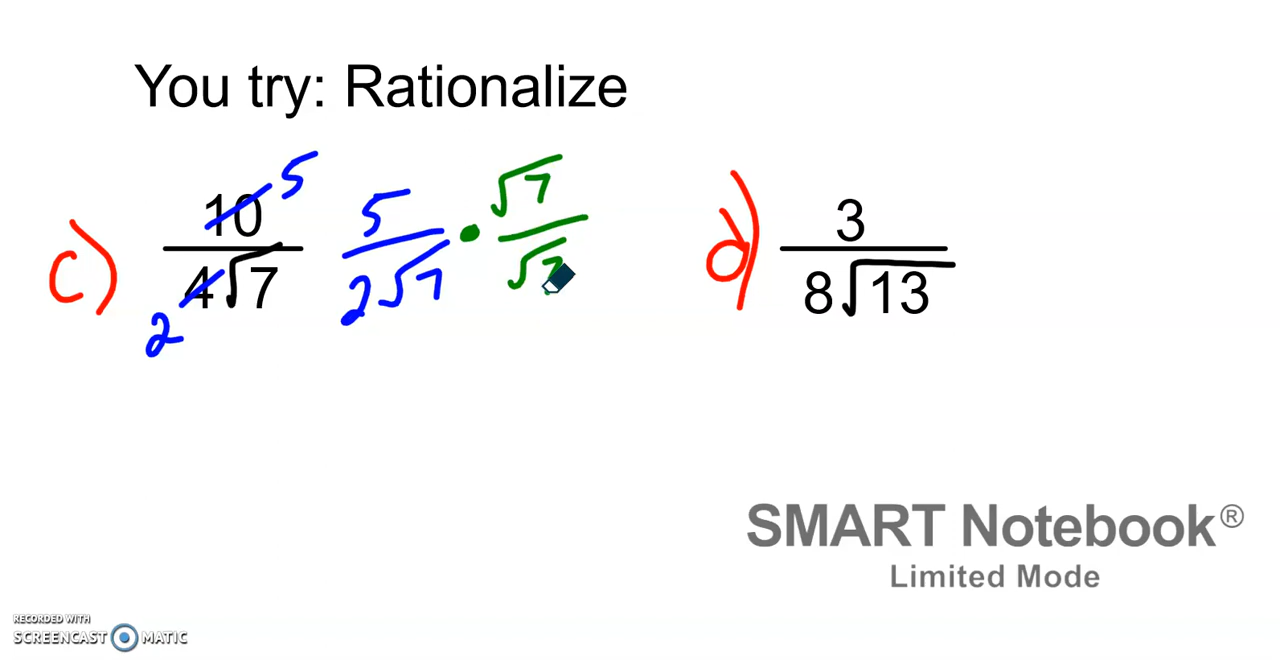 You try: Rationalize
c) 10/4√7 5 2 5/2√7 • √7/√7
d) 3/8√13
SMART Notebook®
Limited Mode
RECORDED WITH
SCREENCAST MATIC